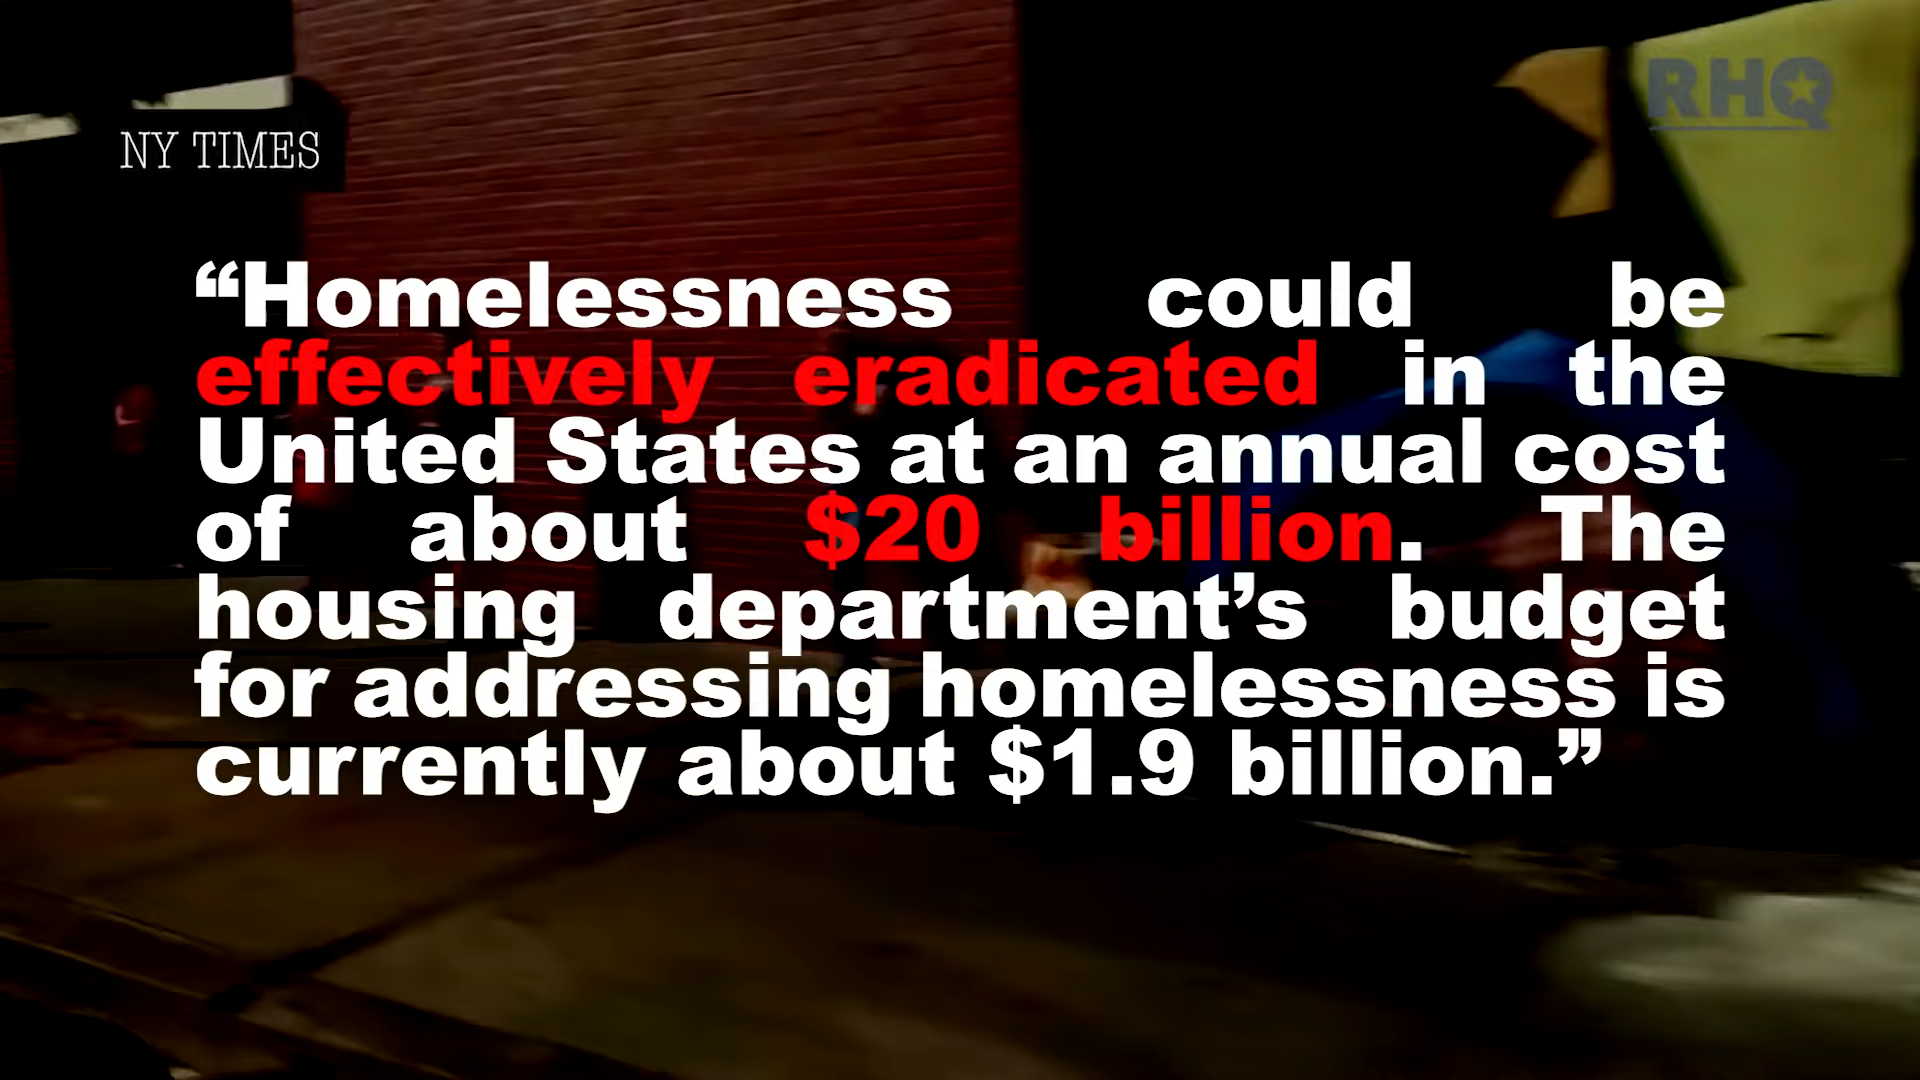 RHQ
NY TIMES
“Homelessness could be
effectively eradicated in the
United States at an annual cost
of about $20 billion. The
housing department’s budget
for addressing homelessness is
currently about $1.9 billion.”